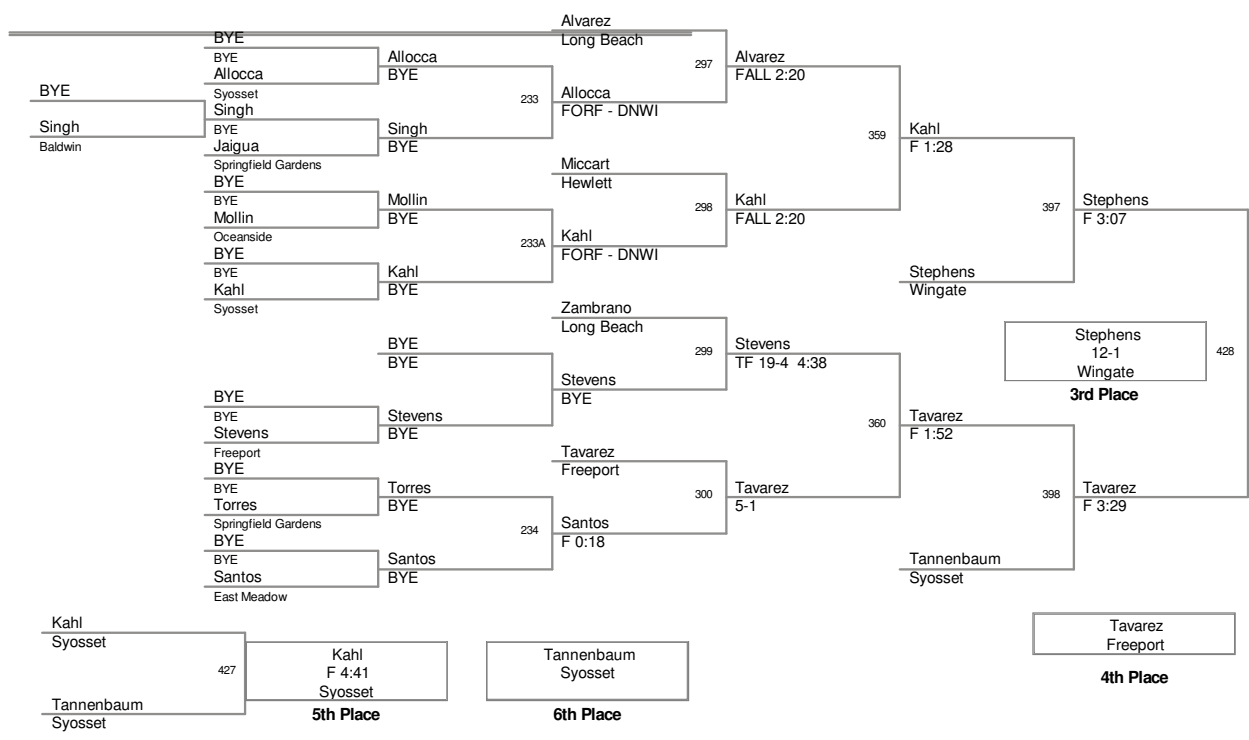 Alvarez
Long Beach
BYE
BYE
Allocca
Syosset
Allocca
BYE
297
Alvarez
FALL 2:20
BYE
Singh
Baldwin
Singh
BYE
Jaigua
Springfield Gardens
233
Allocca
FORF - DNWI
Singh
BYE
359
Kahl
F 1:28
BYE
BYE
Mollin
Oceanside
Mollin
BYE
Miccart
Hewlett
298
Kahl
FALL 2:20
397
Stephens
F 3:07
BYE
BYE
Kahl
Syosset
233A
Kahl
FORF - DNWI
Kahl
BYE
Stephens
Wingate
Zambrano
Long Beach
BYE
BYE
299
Stevens
TF 19-4 4:38
Stephens
12-1
Wingate
3rd Place
428
Stevens
BYE
BYE
BYE
Stevens
Freeport
Stevens
BYE
360
Tavarez
F 1:52
Tavarez
Freeport
BYE
BYE
Torres
Springfield Gardens
Torres
BYE
300
Tavarez
5-1
398
Tavarez
F 3:29
234
Santos
F 0:18
BYE
BYE
Santos
East Meadow
Santos
BYE
Tannenbaum
Syosset
Kahl
Syosset
427
Tannenbaum
Syosset
Kahl
F 4:41
Syosset
5th Place
Tannenbaum
Syosset
6th Place
Tavarez
Freeport
4th Place